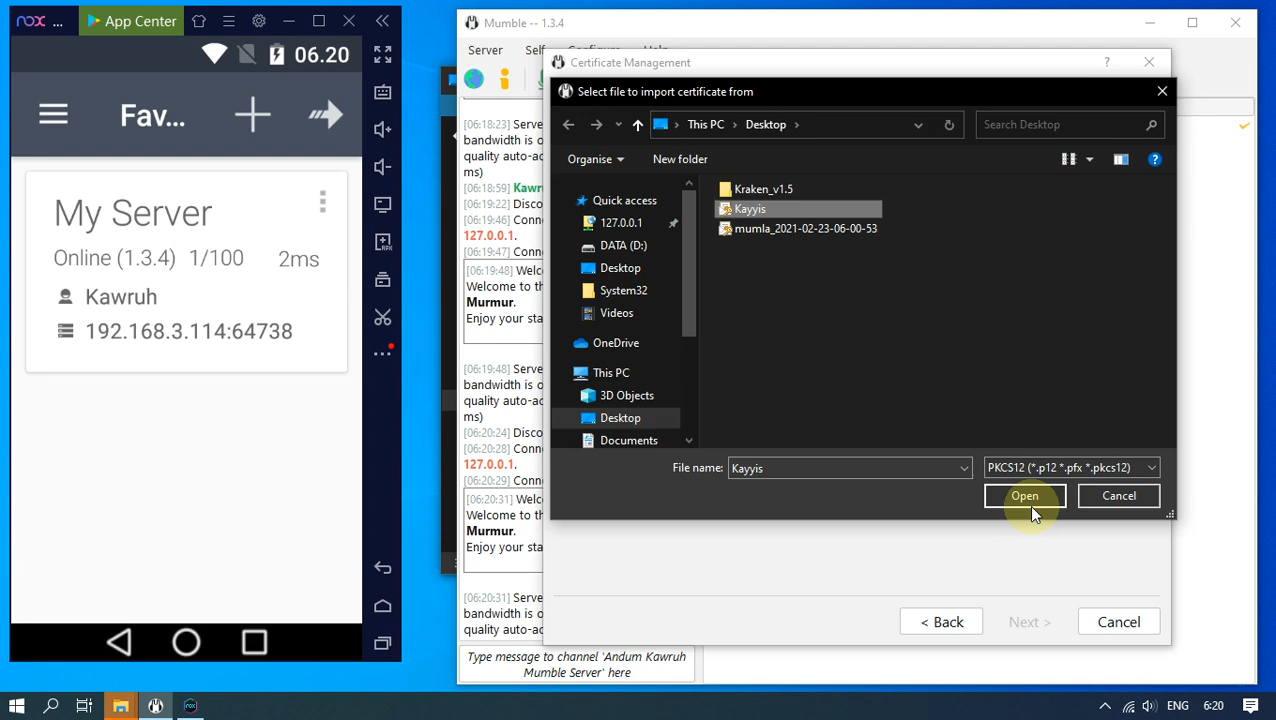 nox ...
App Center
06.20
Fav...
My Server
Online (1.3.4) 1/100 2ms
Kawruh
192.168.3.114:64738
Mumble -- 1.3.4
Server
Self
Configure
Help
[06:18:23] Serve
bandwidth is o
quality auto-ac
ms)
[06:18:59] Kawr
[06:19:22] Disco
[06:19:46] Conn
127.0.0.1.
[06:19:47] Conn
[06:19:48] Welc
Welcome to th
Murmur.
Enjoy your sta
[06:19:48] Serve
bandwidth is o
quality auto-ac
ms)
[06:20:24] Disco
[06:20:28] Conn
127.0.0.1.
[06:20:29] Conn
[06:20:31] Welc
Welcome to th
Murmur.
Enjoy your sta
[06:20:31] Serve
bandwidth is o
quality auto-ac
Type message to channel 'Andum Kawruh
Mumble Server' here
Certificate Management
?
Select file to import certificate from
This PC
Desktop
Search Desktop
Organise
New folder
?
Quick access
127.0.0.1
DATA (D:)
Desktop
System32
Videos
OneDrive
This PC
3D Objects
Desktop
Documents
Kraken_v1.5
Kayyis
mumla_2021-02-23-06-00-53
File name: Kayyis
PKCS12 (*.p12 *.pfx *.pkcs12)
Open
Cancel
< Back
Next >
Cancel
nox
ENG
6:20